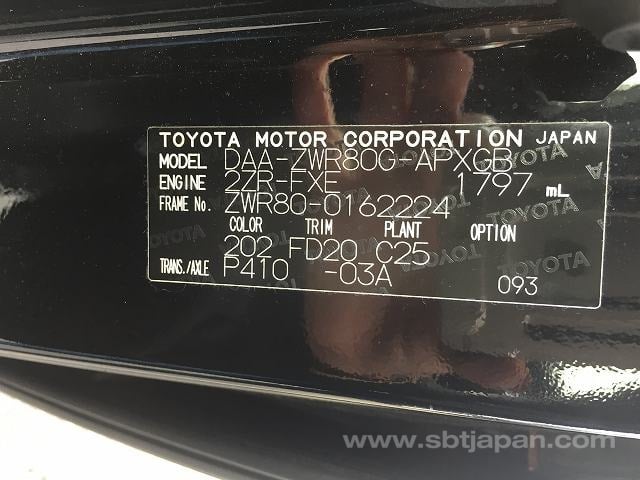 TOYOTA MOTOR CORPORATION JAPAN
MODEL DAA-ZWR80G-APXGB
ENGINE 2ZR-FXE 1797 mL
FRAME No. ZWR80-0162224
COLOR TRIM PLANT OPTION
202 FD20 C25
TRANS./AXLE P410 -03A
093
www.sbtjapan.com